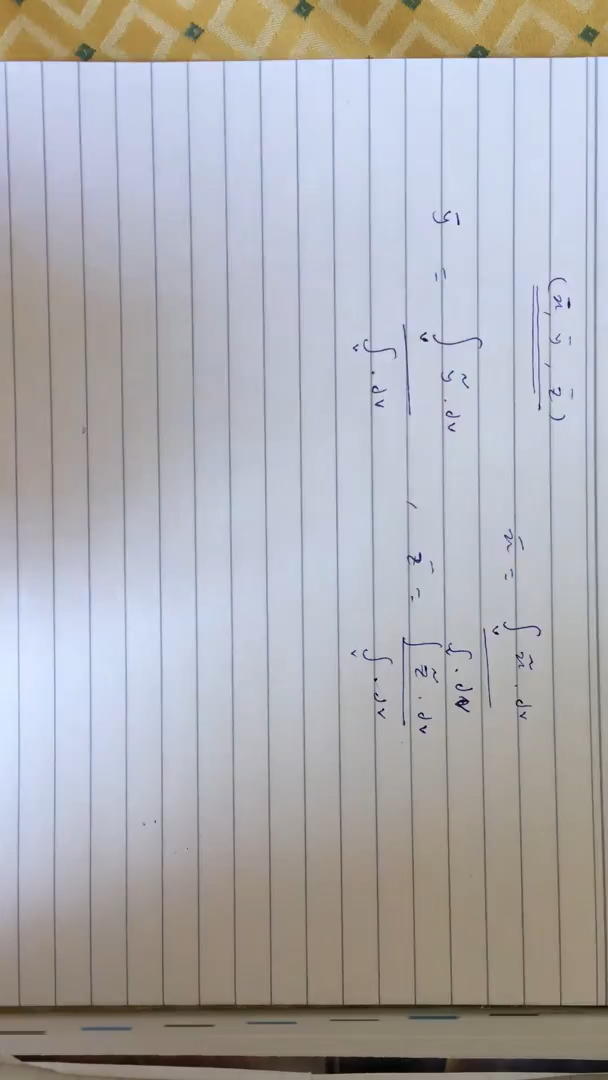 (x̄, ȳ, z̄)
x̄ = ∫ᵥ x̃ . dv / ∫ᵥ . dv
ȳ = ∫ᵥ ỹ . dv / ∫ᵥ . dv , z̄ = ∫ z̃ . dv / ∫ᵥ . dv